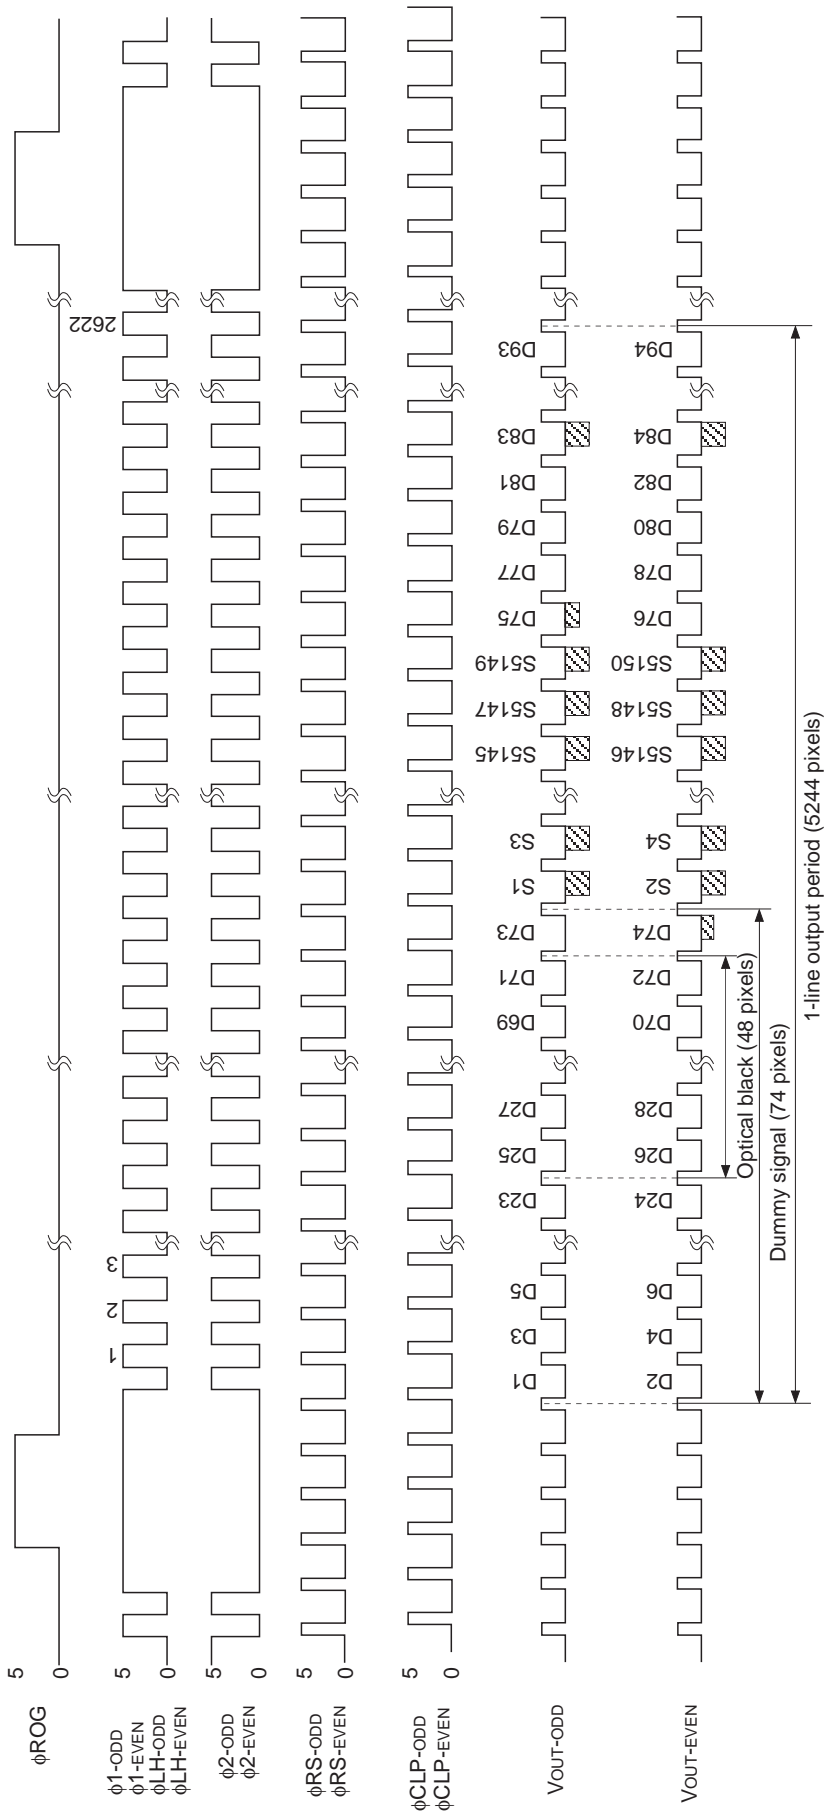 φROG
5
0
φ1-ODD
φ1-EVEN
φLH-ODD
φLH-EVEN
5
0
1
2
3
2622
φ2-ODD
φ2-EVEN
5
0
φRS-ODD
φRS-EVEN
5
0
φCLP-ODD
φCLP-EVEN
5
0
VOUT-ODD
D1
D3
D5
D23
D25
D27
D69
D71
D73
S1
S3
S5145
S5147
S5149
D75
D77
D79
D81
D83
D93
VOUT-EVEN
D2
D4
D6
D24
D26
D28
D70
D72
D74
S2
S4
S5146
S5148
S5150
D76
D78
D80
D82
D84
D94
Optical black (48 pixels)
Dummy signal (74 pixels)
1-line output period (5244 pixels)